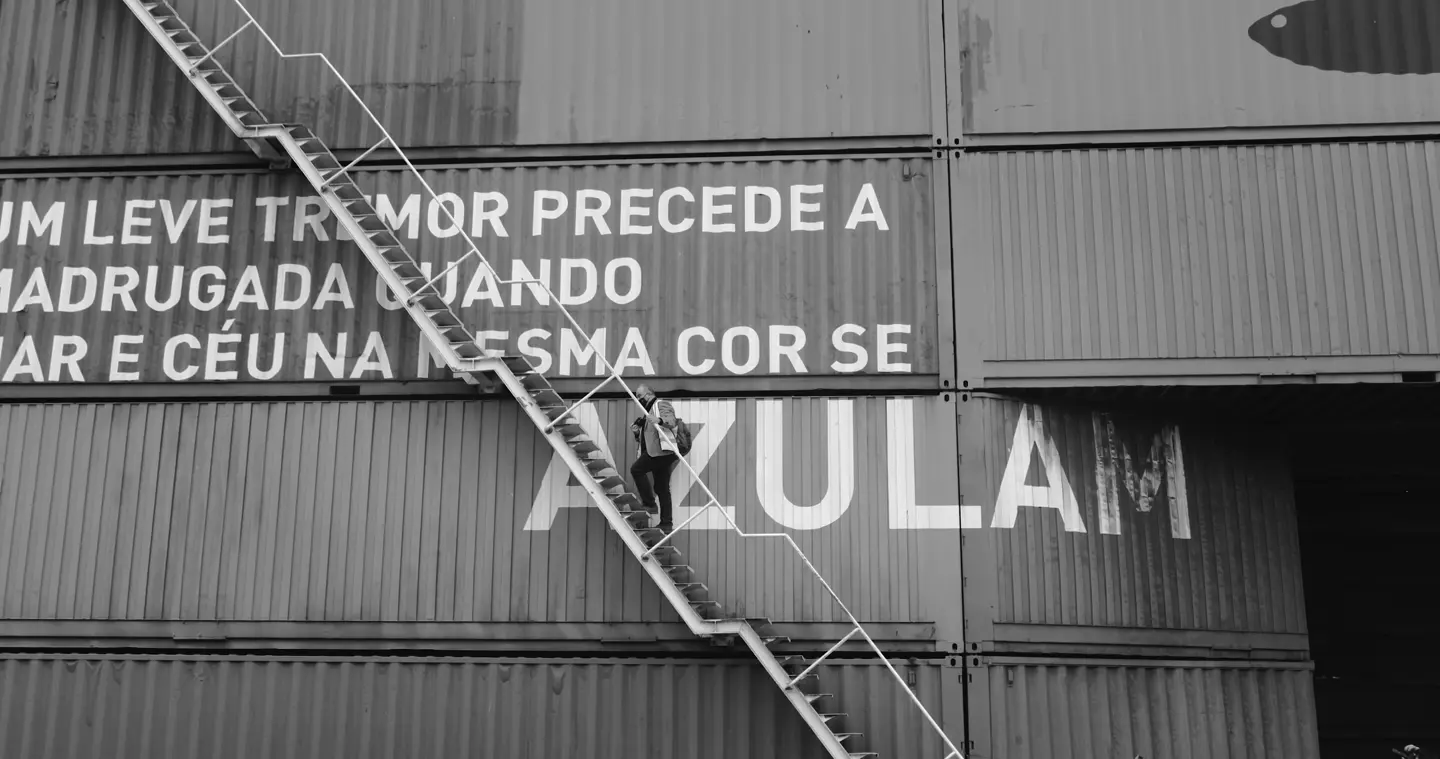 UM LEVE TREMOR PRECEDE A
MADRUGADA QUANDO
MAR E CÉU NA MESMA COR SE
AZULAM